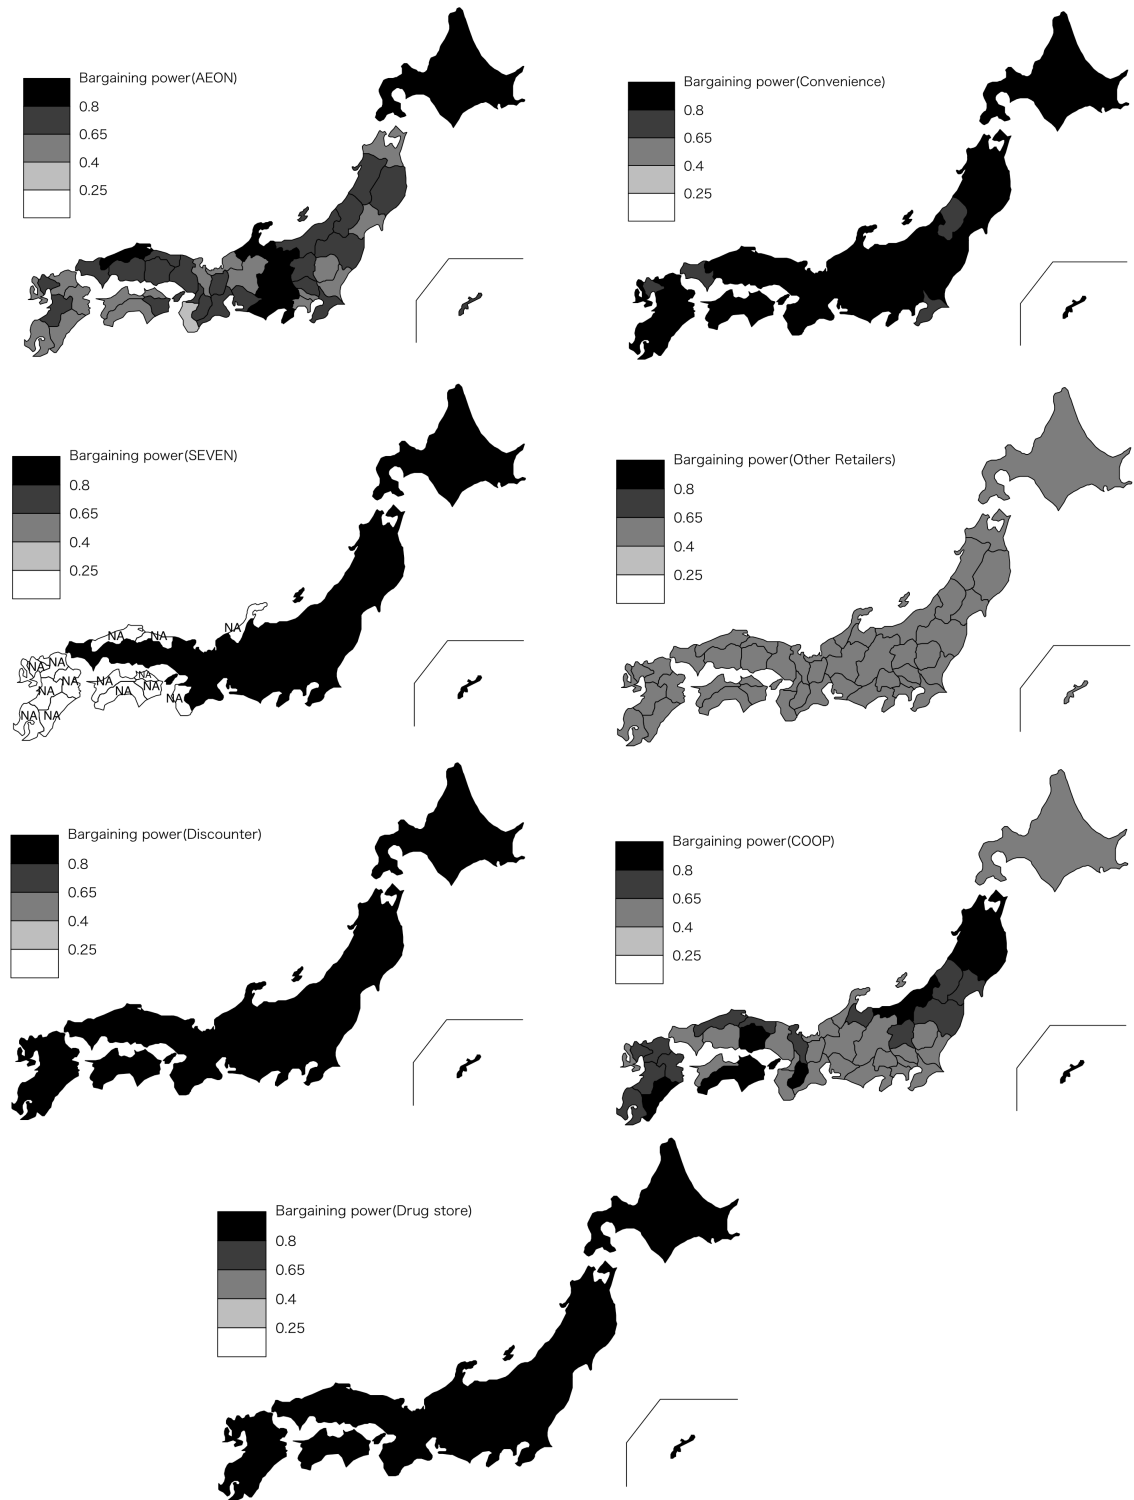 Bargaining power(AEON)
0.8
0.65
0.4
0.25
Bargaining power(Convenience)
0.8
0.65
0.4
0.25
Bargaining power(SEVEN)
0.8
0.65
0.4
0.25
NA
NA
NA
NA
NA
NA
NA
NA
NA
NA
NA
NA
NA
NA
Bargaining power(Other Retailers)
0.8
0.65
0.4
0.25
Bargaining power(Discounter)
0.8
0.65
0.4
0.25
Bargaining power(COOP)
0.8
0.65
0.4
0.25
Bargaining power(Drug store)
0.8
0.65
0.4
0.25